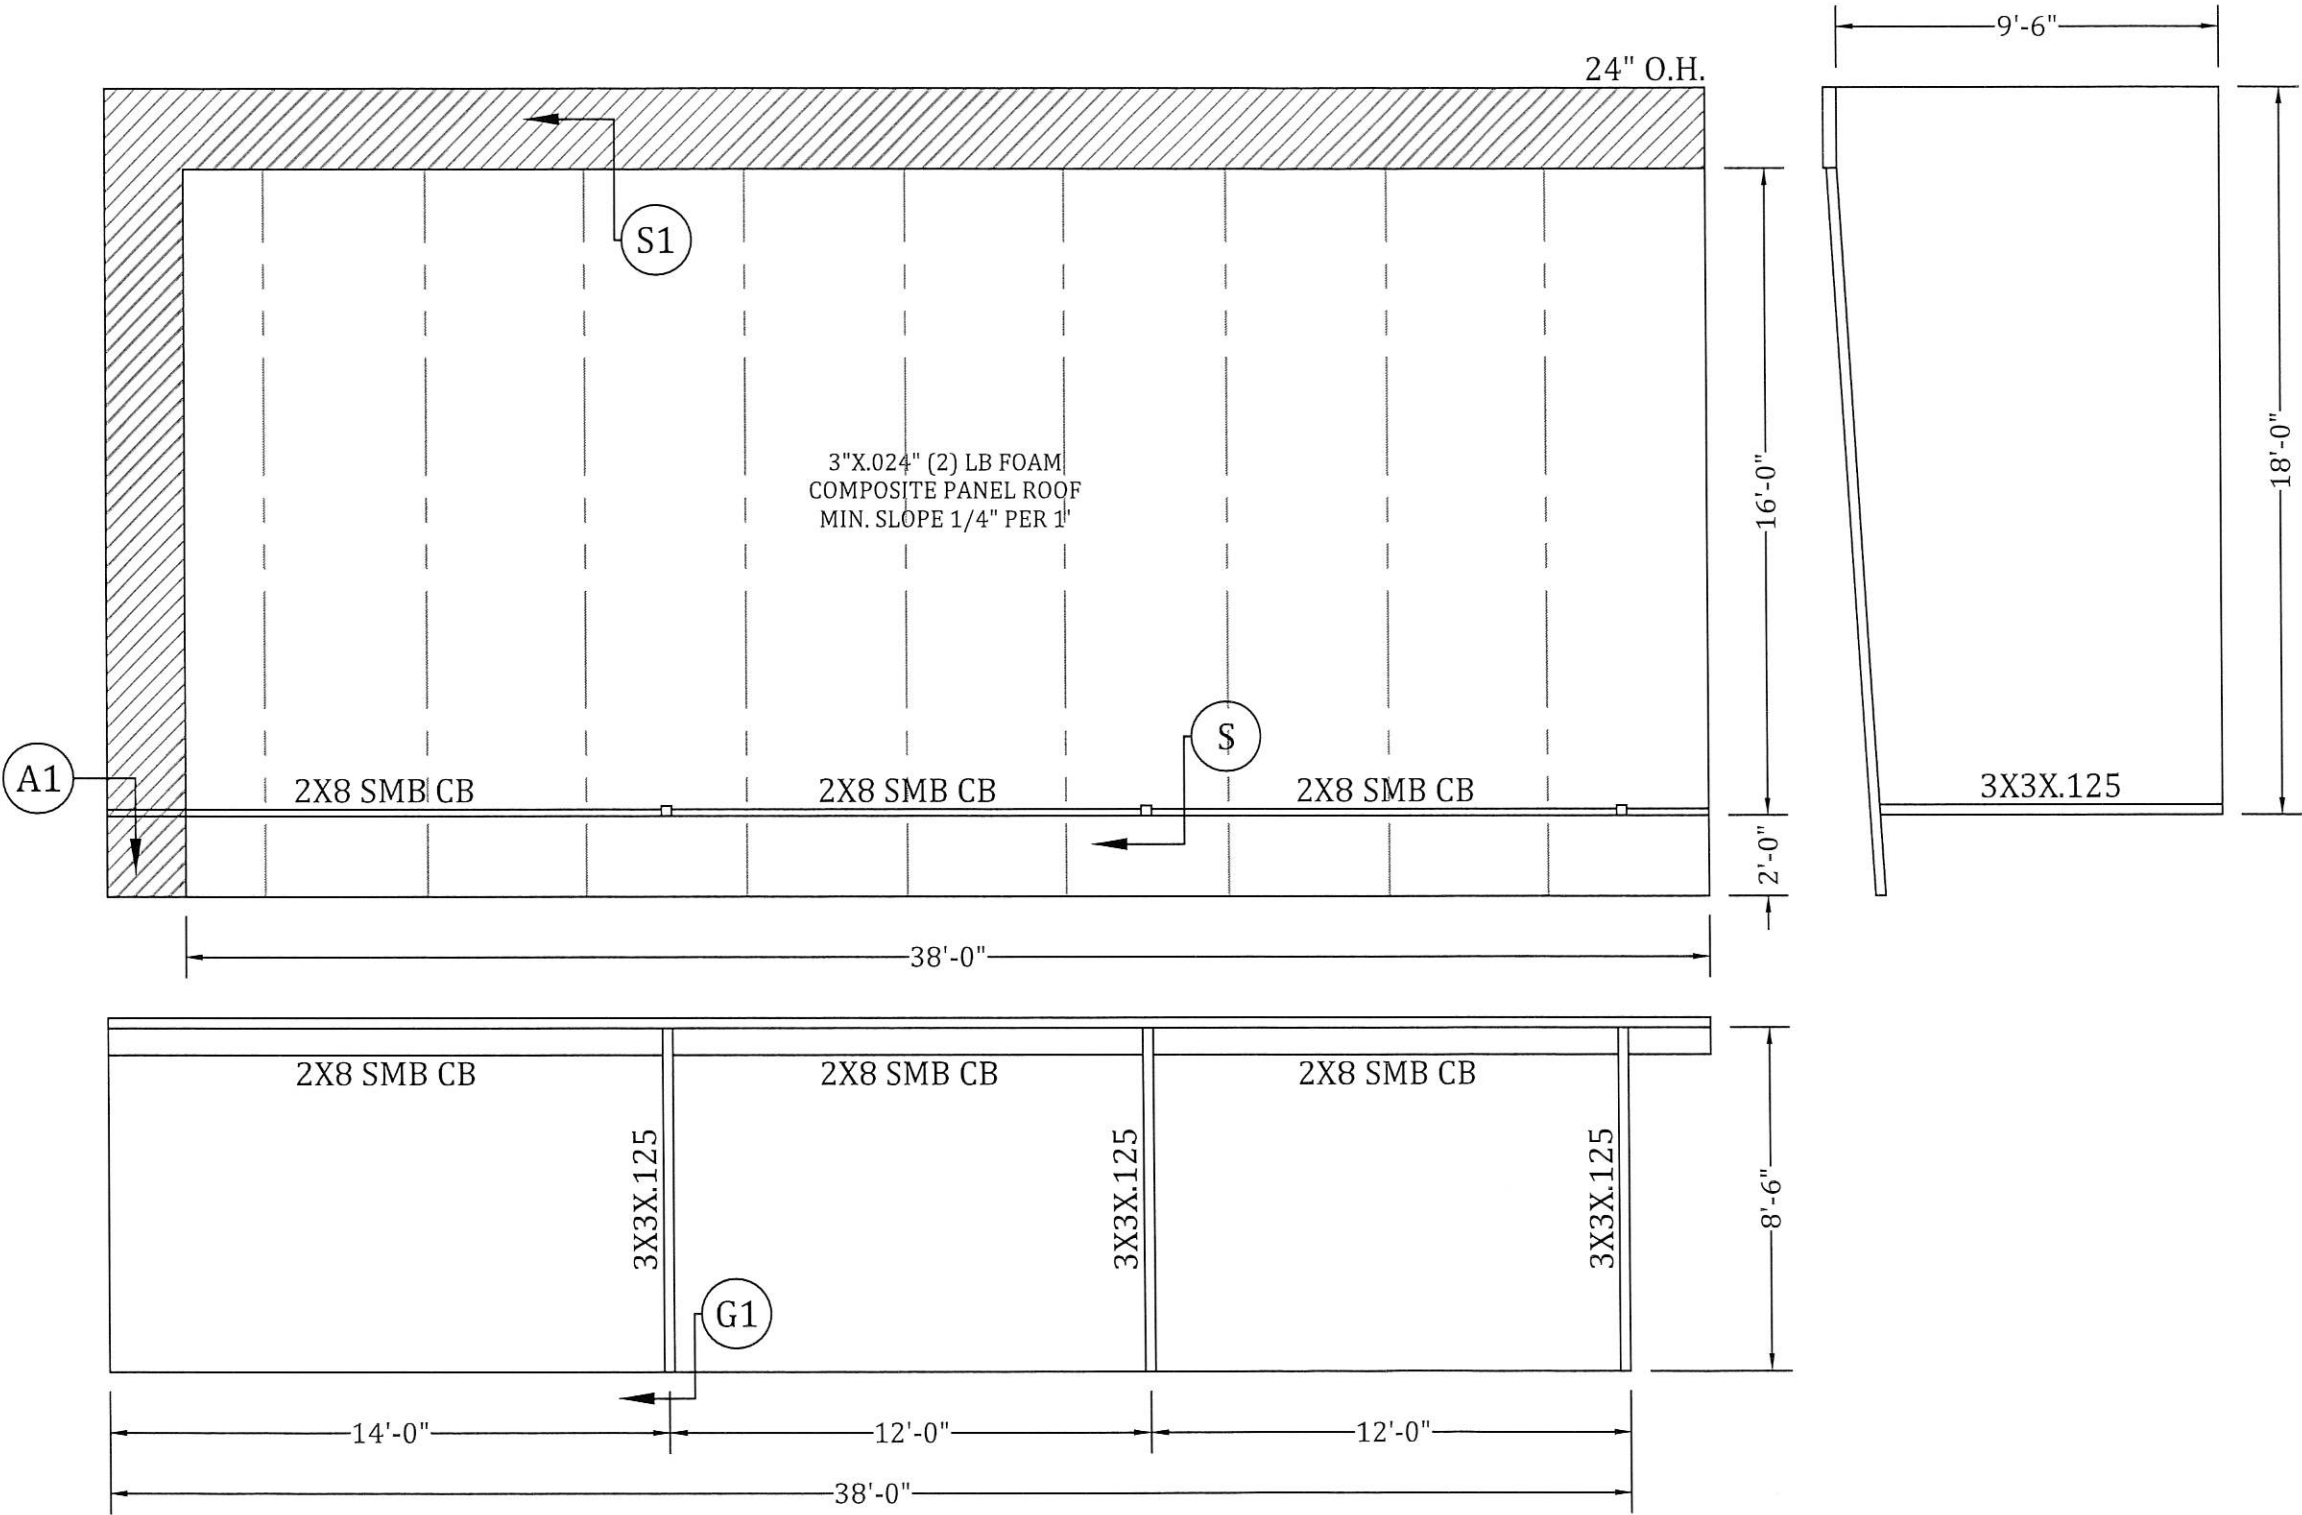 9'-6"
24" O.H.
S1
3"X.024" (2) LB FOAM
COMPOSITE PANEL ROOF
MIN. SLOPE 1/4" PER 1'
16'-0"
18'-0"
S
A1
2X8 SMB CB
2X8 SMB CB
2X8 SMB CB
3X3X.125
2'-0"
38'-0"
2X8 SMB CB
2X8 SMB CB
2X8 SMB CB
3X3X.125
3X3X.125
3X3X.125
8'-6"
G1
14'-0"
12'-0"
12'-0"
38'-0"